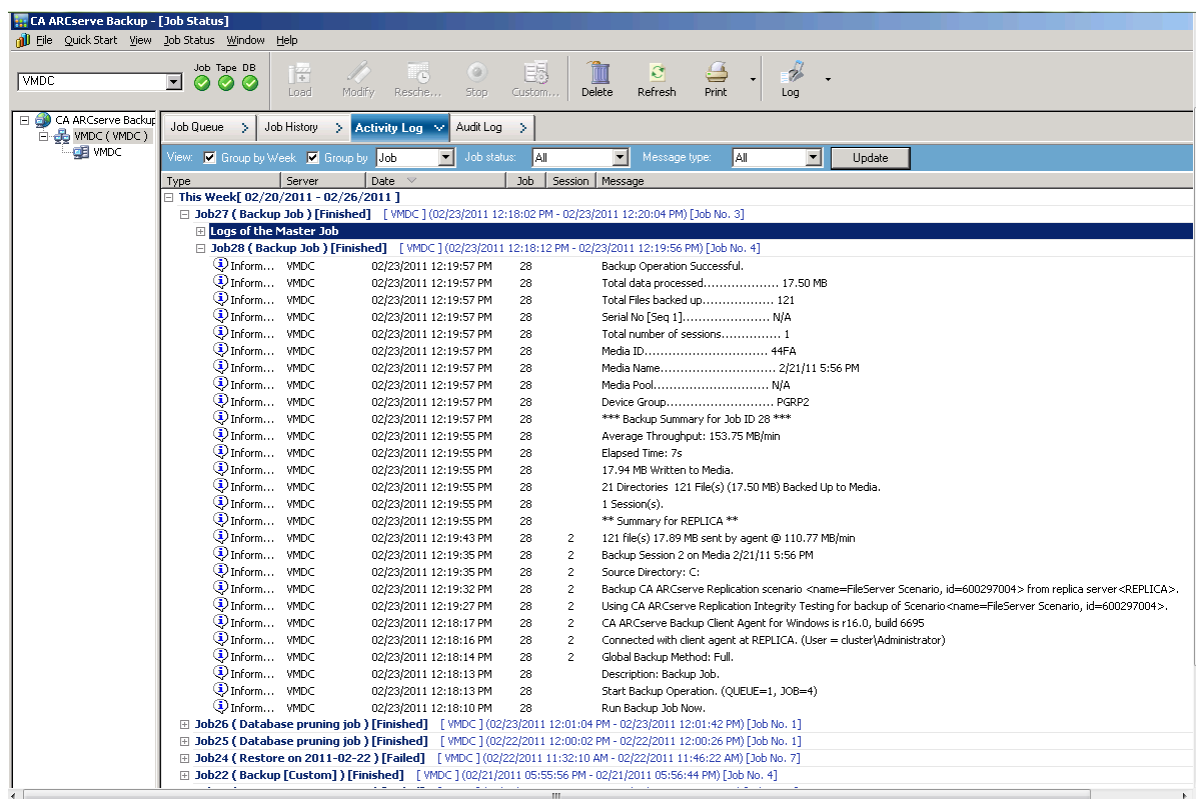 CA ARCserve Backup - [Job Status]
File Quick Start View Job Status Window Help
VMDC Job Tape DB Load Modify Resche... Stop Custom... Delete Refresh Print Log
CA ARCserve Backup
VMDC ( VMDC )
VMDC
Job Queue Job History Activity Log Audit Log
View: Group by Week Group by Job Job status: All Message type: All Update
Type Server Date Job Session Message
This Week[ 02/20/2011 - 02/26/2011 ]
Job27 ( Backup Job ) [Finished] [ VMDC ] (02/23/2011 12:18:02 PM - 02/23/2011 12:20:04 PM) [Job No. 3]
Logs of the Master Job
Job28 ( Backup Job ) [Finished] [ VMDC ] (02/23/2011 12:18:12 PM - 02/23/2011 12:19:56 PM) [Job No. 4]
Inform... VMDC 02/23/2011 12:19:57 PM 28 Backup Operation Successful.
Inform... VMDC 02/23/2011 12:19:57 PM 28 Total data processed................... 17.50 MB
Inform... VMDC 02/23/2011 12:19:57 PM 28 Total Files backed up.................. 121
Inform... VMDC 02/23/2011 12:19:57 PM 28 Serial No [Seq 1]...................... N/A
Inform... VMDC 02/23/2011 12:19:57 PM 28 Total number of sessions............... 1
Inform... VMDC 02/23/2011 12:19:57 PM 28 Media ID............................... 44FA
Inform... VMDC 02/23/2011 12:19:57 PM 28 Media Name............................. 2/21/11 5:56 PM
Inform... VMDC 02/23/2011 12:19:57 PM 28 Media Pool............................. N/A
Inform... VMDC 02/23/2011 12:19:57 PM 28 Device Group........................... PGRP2
Inform... VMDC 02/23/2011 12:19:57 PM 28 *** Backup Summary for Job ID 28 ***
Inform... VMDC 02/23/2011 12:19:55 PM 28 Average Throughput: 153.75 MB/min
Inform... VMDC 02/23/2011 12:19:55 PM 28 Elapsed Time: 7s
Inform... VMDC 02/23/2011 12:19:55 PM 28 17.94 MB Written to Media.
Inform... VMDC 02/23/2011 12:19:55 PM 28 21 Directories 121 File(s) (17.50 MB) Backed Up to Media.
Inform... VMDC 02/23/2011 12:19:55 PM 28 1 Session(s).
Inform... VMDC 02/23/2011 12:19:55 PM 28 ** Summary for REPLICA **
Inform... VMDC 02/23/2011 12:19:43 PM 28 2 121 file(s) 17.89 MB sent by agent @ 110.77 MB/min
Inform... VMDC 02/23/2011 12:19:35 PM 28 2 Backup Session 2 on Media 2/21/11 5:56 PM
Inform... VMDC 02/23/2011 12:19:35 PM 28 2 Source Directory: C:
Inform... VMDC 02/23/2011 12:19:32 PM 28 2 Backup CA ARCserve Replication scenario <name=FileServer Scenario, id=600297004> from replica server<REPLICA>.
Inform... VMDC 02/23/2011 12:19:27 PM 28 2 Using CA ARCserve Replication Integrity Testing for backup of Scenario<name=FileServer Scenario, id=600297004>.
Inform... VMDC 02/23/2011 12:18:17 PM 28 2 CA ARCserve Backup Client Agent for Windows is r16.0, build 6695
Inform... VMDC 02/23/2011 12:18:16 PM 28 2 Connected with client agent at REPLICA. (User = cluster\Administrator)
Inform... VMDC 02/23/2011 12:18:14 PM 28 2 Global Backup Method: Full.
Inform... VMDC 02/23/2011 12:18:13 PM 28 Description: Backup Job.
Inform... VMDC 02/23/2011 12:18:13 PM 28 Start Backup Operation. (QUEUE=1, JOB=4)
Inform... VMDC 02/23/2011 12:18:10 PM 28 Run Backup Job Now.
Job26 ( Database pruning job ) [Finished] [ VMDC ] (02/23/2011 12:01:04 PM - 02/23/2011 12:01:42 PM) [Job No. 1]
Job25 ( Database pruning job ) [Finished] [ VMDC ] (02/22/2011 12:00:02 PM - 02/22/2011 12:00:26 PM) [Job No. 1]
Job24 ( Restore on 2011-02-22 ) [Failed] [ VMDC ] (02/22/2011 11:32:10 AM - 02/22/2011 11:46:22 AM) [Job No. 7]
Job22 ( Backup [Custom] ) [Finished] [ VMDC ] (02/21/2011 05:55:56 PM - 02/21/2011 05:56:44 PM) [Job No. 4]